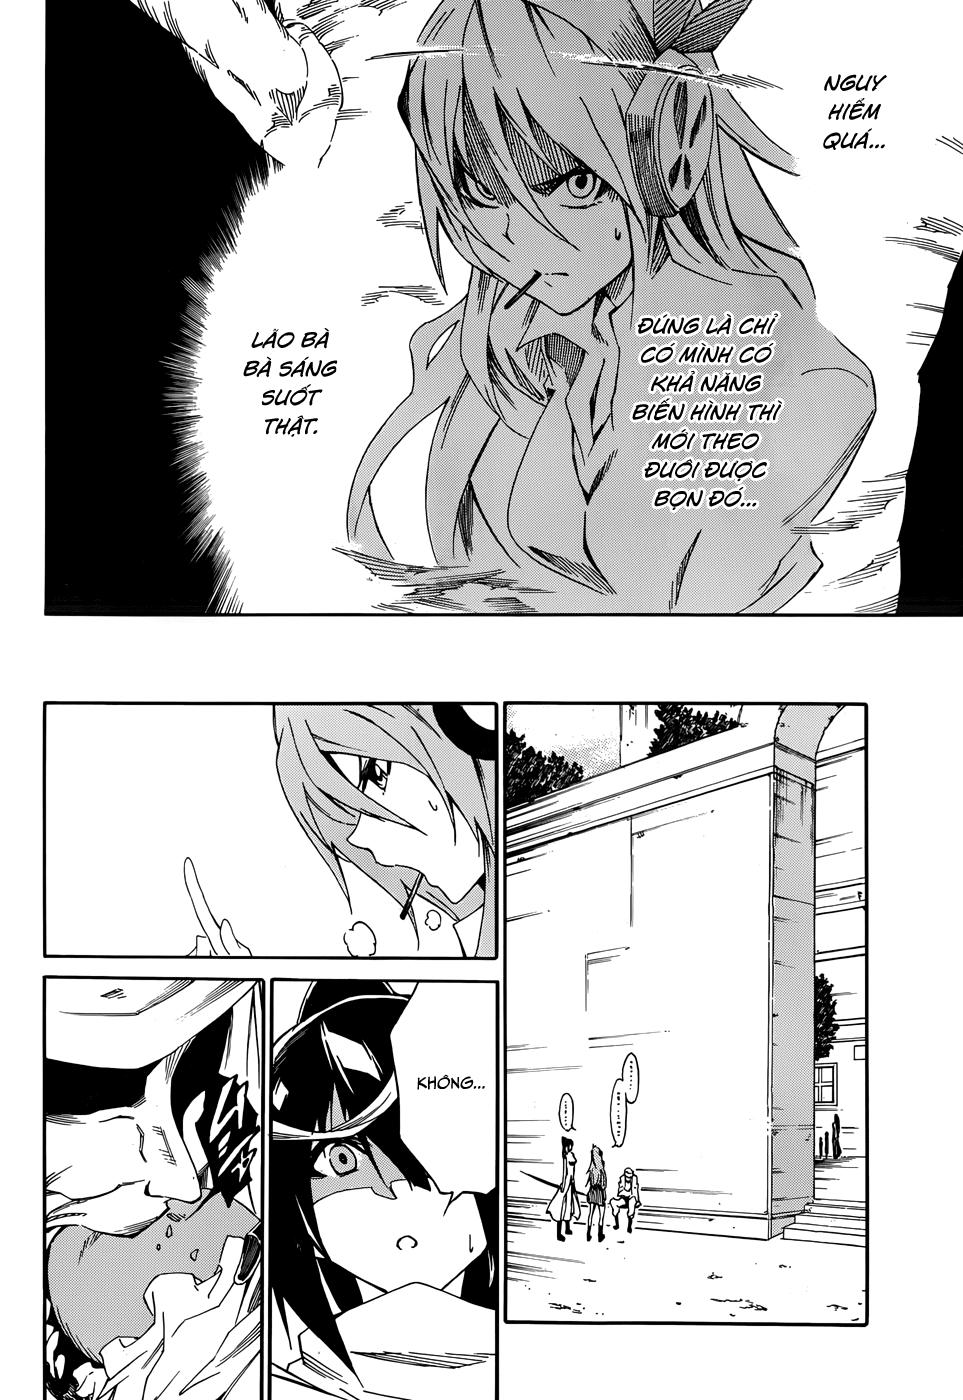 NGUY
HIỂM
QUÁ...
ĐÚNG LÀ CHỈ
CÓ MÌNH CÓ
KHẢ NĂNG
BIẾN HÌNH THÌ
MỚI THEO
ĐUÔI ĐƯỢC
BỌN ĐÓ...
LÃO BÀ
BÀ SÁNG
SUỐT
THẬT.
KHÔNG...